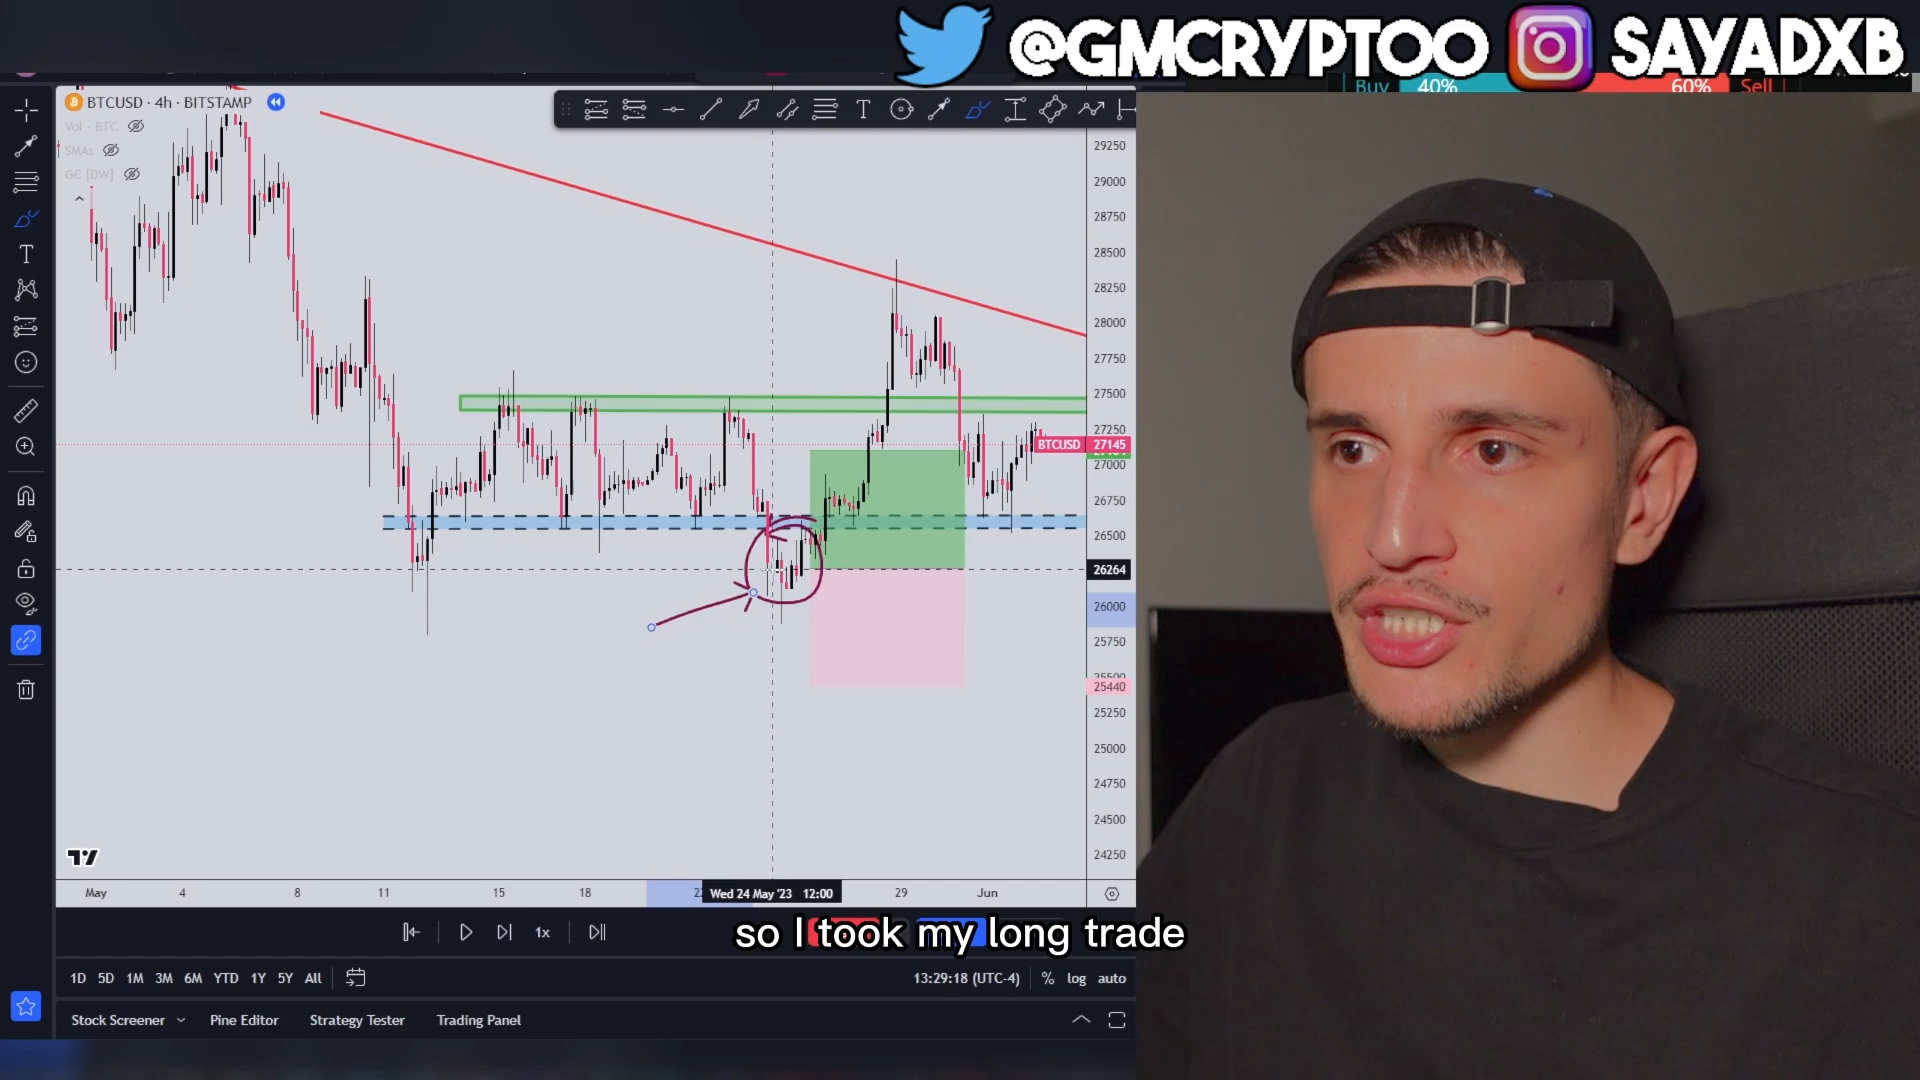 @GMCRYPTOO SAYADXB
Buy 40% 60% Sell
BTCUSD · 4h · BITSTAMP
Vol · BTC
SMAs
GC [DW]
29250
29000
28750
28500
28250
28000
27750
27500
27250
BTCUSD 27145
27000
26750
26500
26264
26000
25750
25500
25440
25250
25000
24750
24500
24250
May 4 8 11 15 18 Wed 24 May '23 12:00 29 Jun
1x
so I took my long trade
1D 5D 1M 3M 6M YTD 1Y 5Y All 13:29:18 (UTC-4) % log auto
Stock Screener Pine Editor Strategy Tester Trading Panel